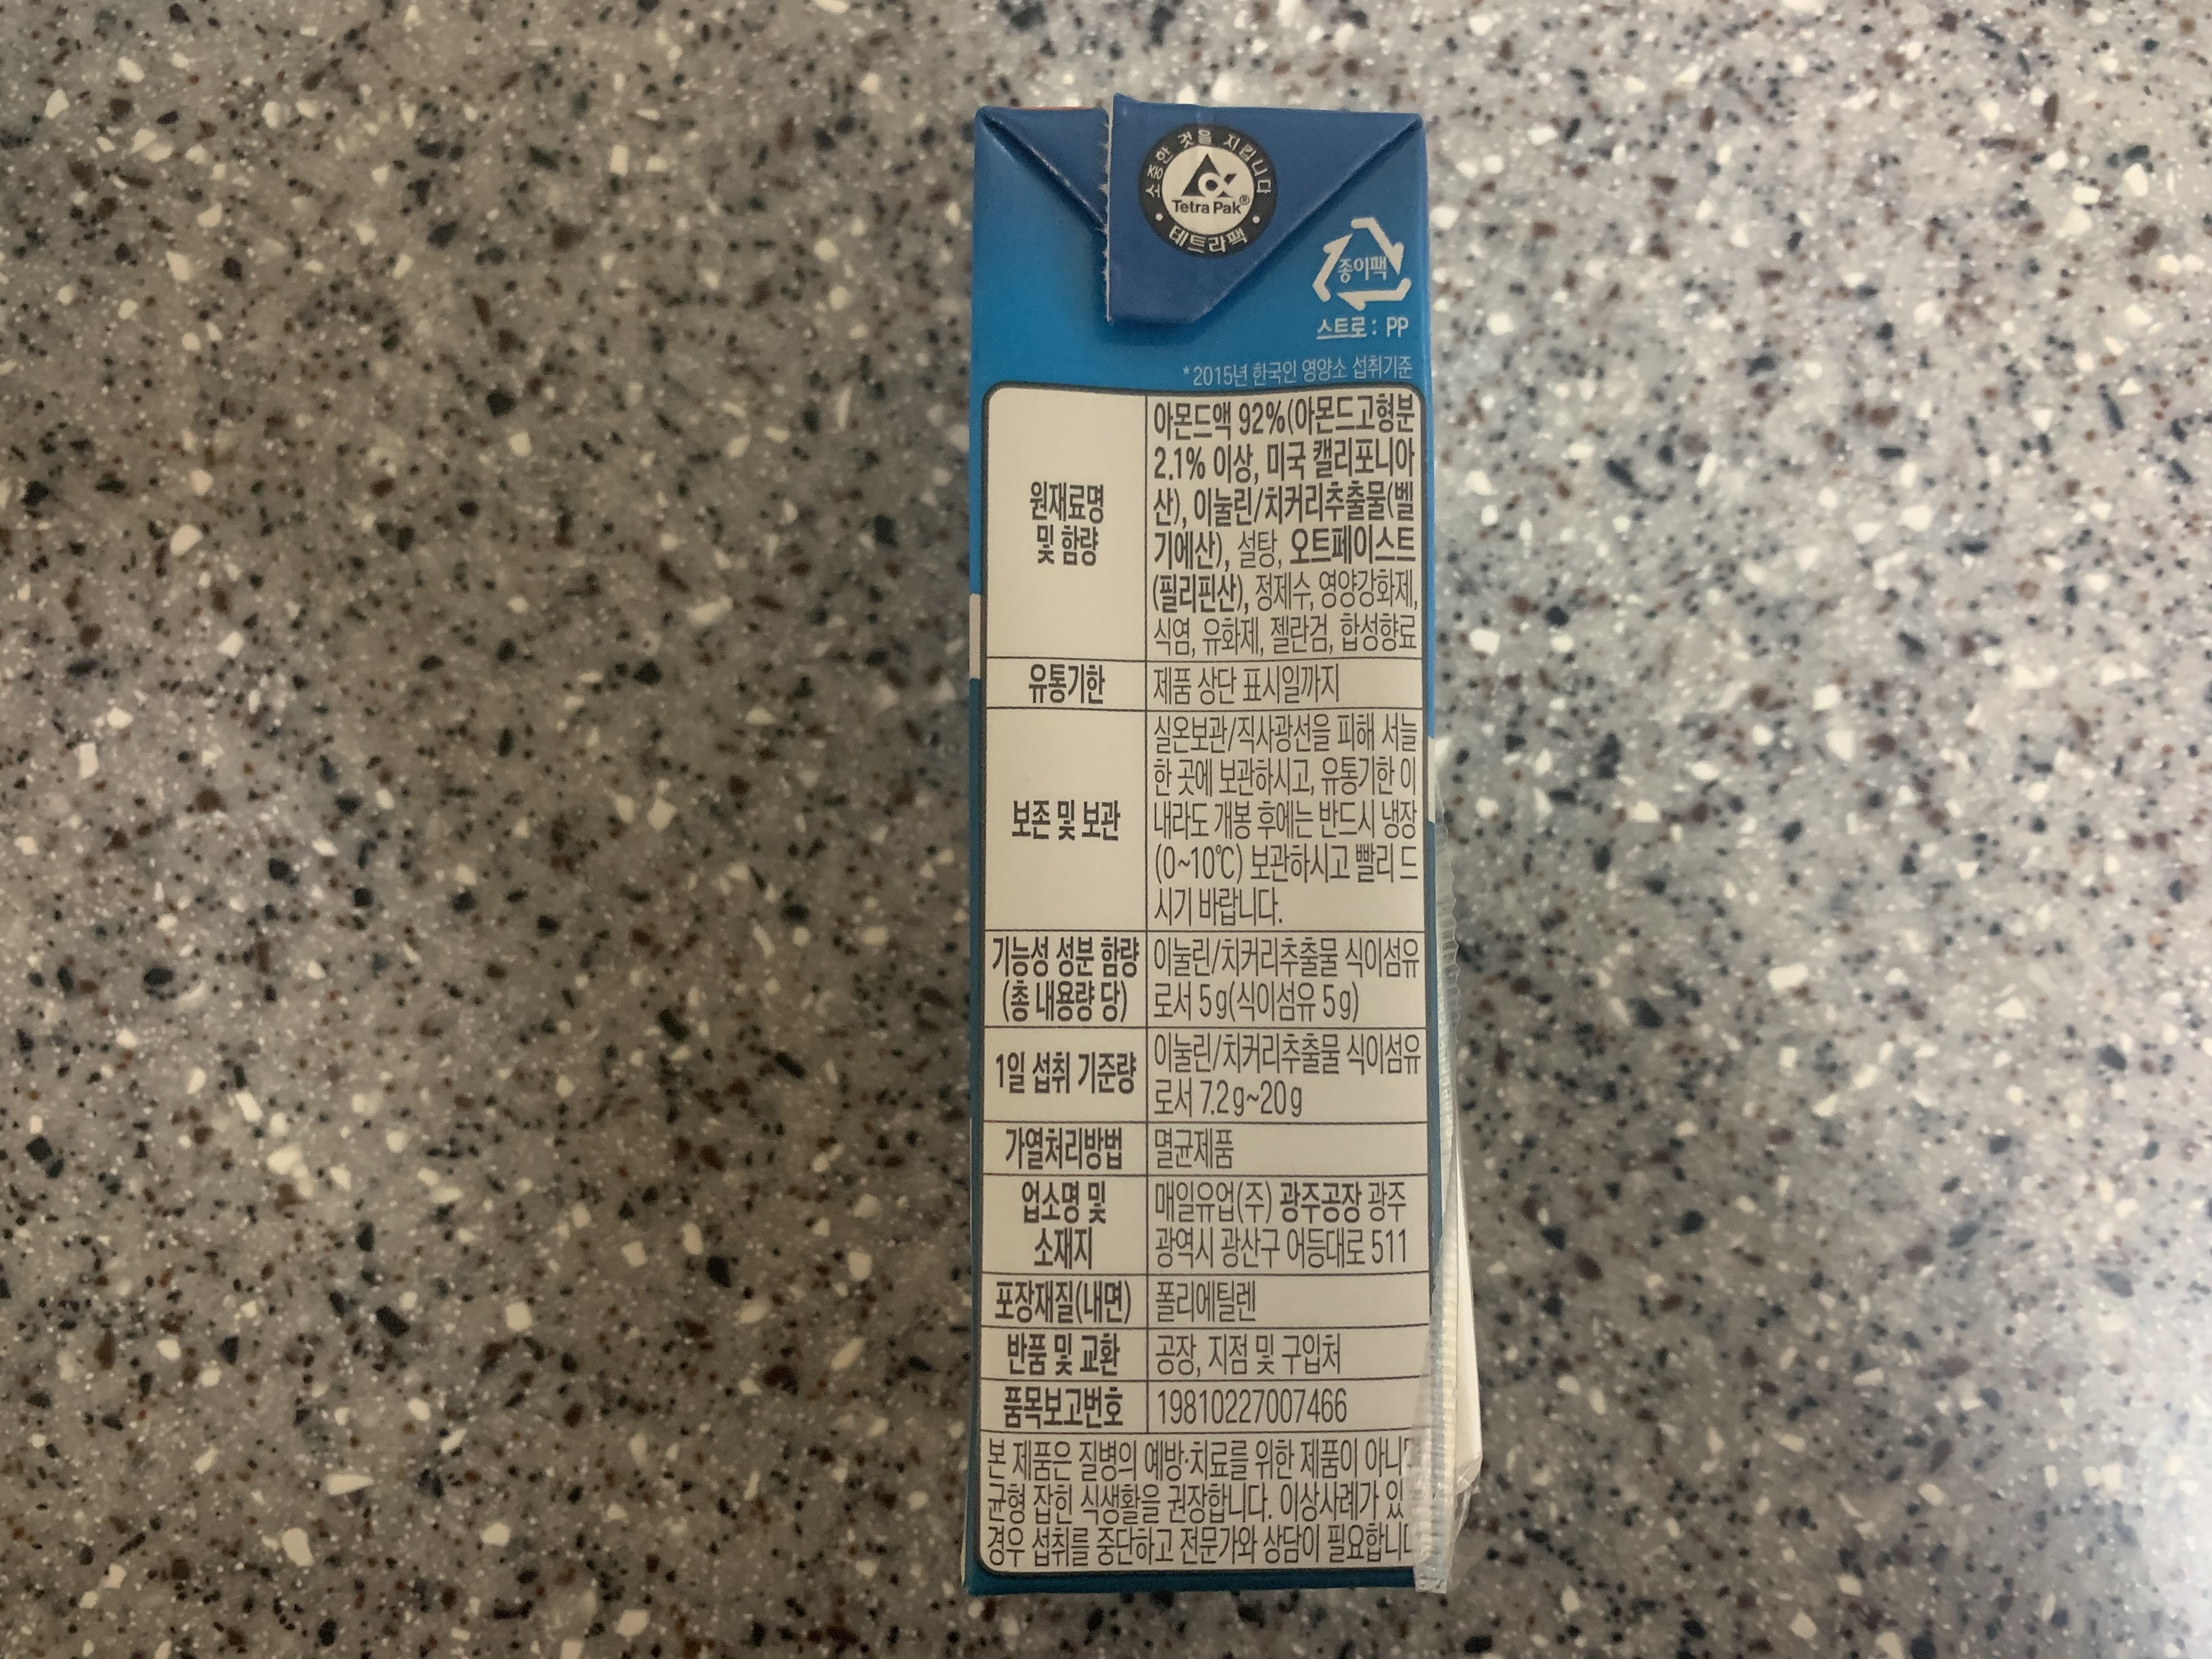 소중한 것을 지킵니다
Tetra Pak®
• 테트라팩 •
종이팩
스트로 : PP
*2015년 한국인 영양소 섭취기준
원재료명
및 함량
아몬드액 92%(아몬드고형분
2.1% 이상, 미국 캘리포니아
산), 이눌린/치커리추출물(벨
기에산), 설탕, 오트페이스트
(필리핀산), 정제수, 영양강화제,
식염, 유화제, 젤란검, 합성향료
유통기한
제품 상단 표시일까지
보존 및 보관
실온보관/직사광선을 피해 서늘
한 곳에 보관하시고, 유통기한 이
내라도 개봉 후에는 반드시 냉장
(0~10℃) 보관하시고 빨리 드
시기 바랍니다.
기능성 성분 함량
(총 내용량 당)
이눌린/치커리추출물 식이섬유
로서 5g(식이섬유 5g)
1일 섭취 기준량
이눌린/치커리추출물 식이섬유
로서 7.2g~20g
가열처리방법
멸균제품
업소명 및
소재지
매일유업(주) 광주공장 광주
광역시 광산구 어등대로 511
포장재질(내면)
폴리에틸렌
반품 및 교환
공장, 지점 및 구입처
품목보고번호
19810227007466
본 제품은 질병의 예방·치료를 위한 제품이
균형 잡힌 식생활을 권장합니다. 이상사례가 있
경우 섭취를 중단하고 전문가와 상담이